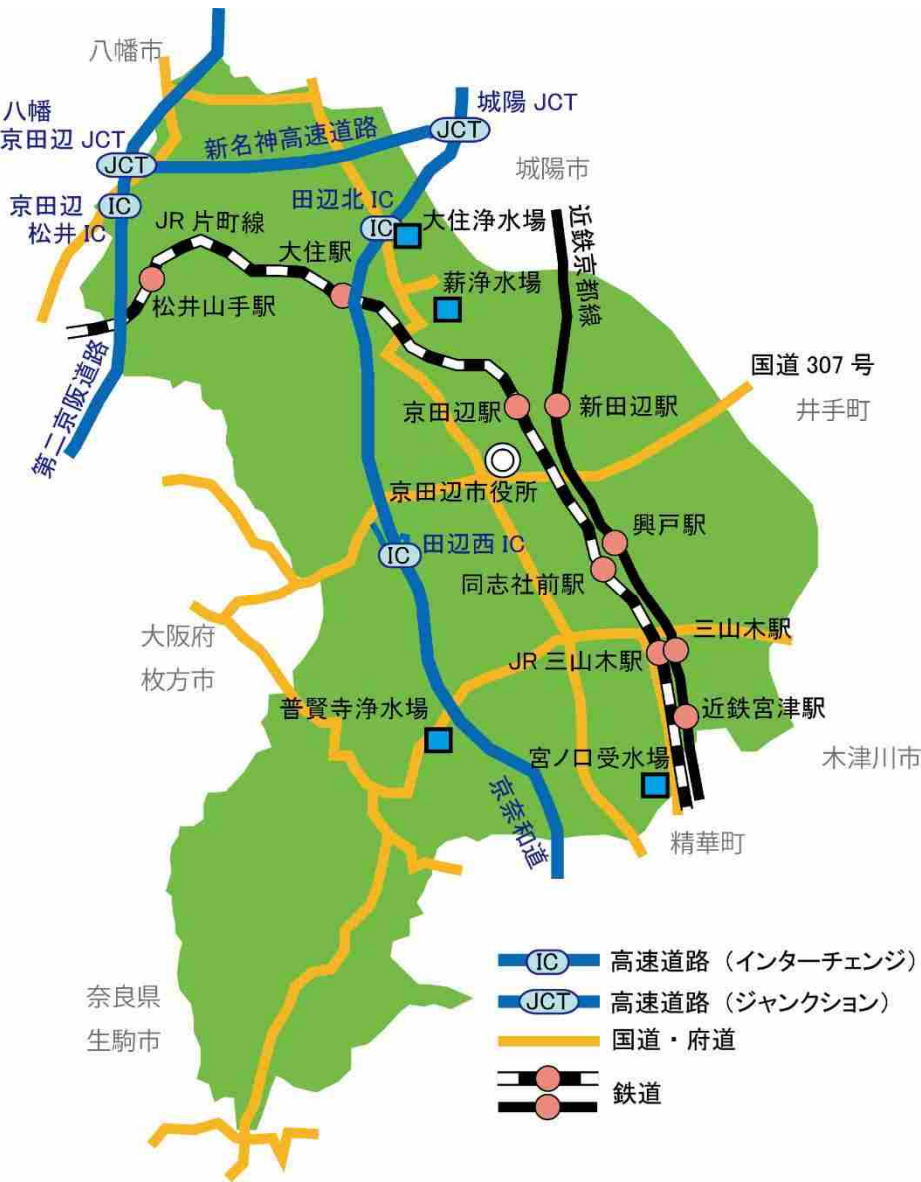 八幡市
八幡
京田辺 JCT
JCT
新名神高速道路
城陽 JCT
JCT
城陽市
京田辺
松井 IC
IC
田辺北 IC
IC
大住浄水場
JR 片町線
大住駅
近鉄京都線
松井山手駅
薪浄水場
第二京阪道路
国道 307 号
井手町
京田辺駅
新田辺駅
京田辺市役所
興戸駅
IC
田辺西 IC
同志社前駅
大阪府
枚方市
三山木駅
JR 三山木駅
普賢寺浄水場
近鉄宮津駅
宮ノ口受水場
木津川市
京奈和道
精華町
奈良県
生駒市
IC
高速道路（インターチェンジ）
JCT
高速道路（ジャンクション）
国道・府道
鉄道